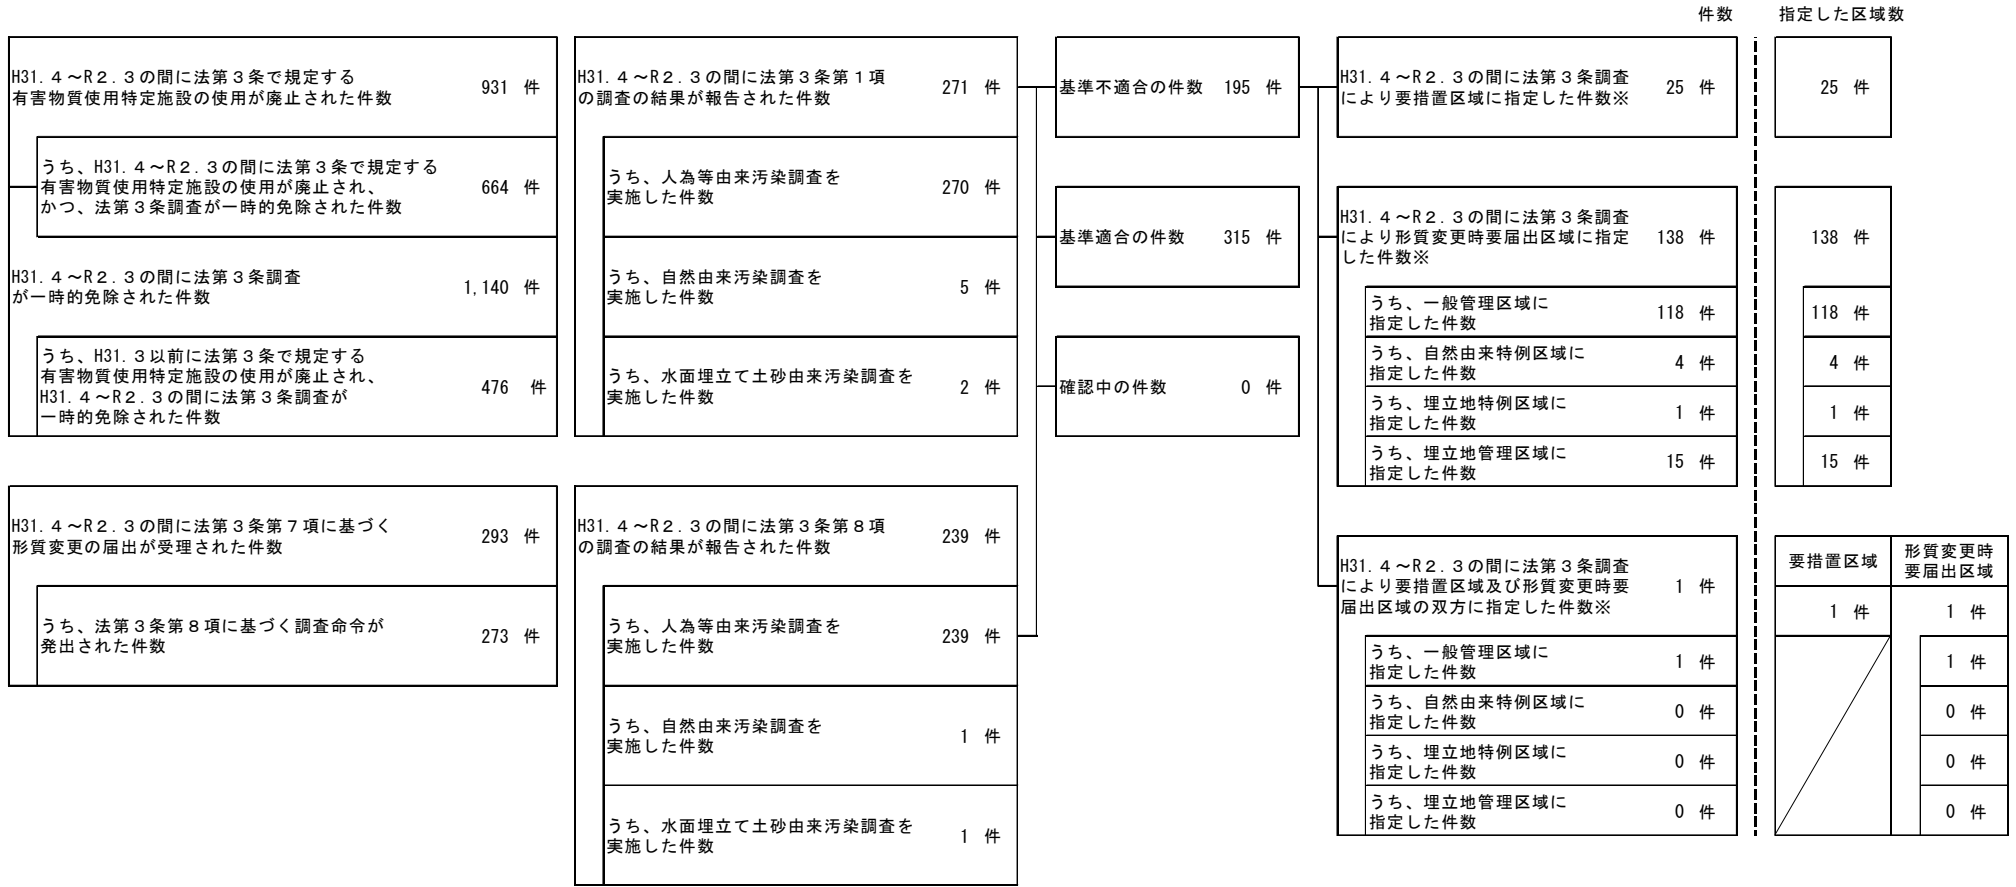 件数 指定した区域数
H31.４～R２.３の間に法第３条で規定する
有害物質使用特定施設の使用が廃止された件数 931 件
うち、H31.４～R２.３の間に法第３条で規定する
有害物質使用特定施設の使用が廃止され、
かつ、法第３条調査が一時的免除された件数 664 件
H31.４～R２.３の間に法第３条調査
が一時的免除された件数 1,140 件
うち、H31.３以前に法第３条で規定する
有害物質使用特定施設の使用が廃止され、
H31.４～R２.３の間に法第３条調査が
一時的免除された件数 476 件
H31.４～R２.３の間に法第３条第７項に基づく
形質変更の届出が受理された件数 293 件
うち、法第３条第８項に基づく調査命令が
発出された件数 273 件
H31.４～R２.３の間に法第３条第１項
の調査の結果が報告された件数 271 件
うち、人為等由来汚染調査を
実施した件数 270 件
うち、自然由来汚染調査を
実施した件数 5 件
うち、水面埋立て土砂由来汚染調査を
実施した件数 2 件
H31.４～R２.３の間に法第３条第８項
の調査の結果が報告された件数 239 件
うち、人為等由来汚染調査を
実施した件数 239 件
うち、自然由来汚染調査を
実施した件数 1 件
うち、水面埋立て土砂由来汚染調査を
実施した件数 1 件
基準不適合の件数 195 件
基準適合の件数 315 件
確認中の件数 0 件
H31.４～R２.３の間に法第３条調査
により要措置区域に指定した件数※ 25 件
25 件
H31.４～R２.３の間に法第３条調査
により形質変更時要届出区域に指定
した件数※ 138 件
138 件
うち、一般管理区域に
指定した件数 118 件
118 件
うち、自然由来特例区域に
指定した件数 4 件
4 件
うち、埋立地特例区域に
指定した件数 1 件
1 件
うち、埋立地管理区域に
指定した件数 15 件
15 件
H31.４～R２.３の間に法第３条調査
により要措置区域及び形質変更時要
届出区域の双方に指定した件数※ 1 件
要措置区域 形質変更時
要届出区域
1 件 1 件
うち、一般管理区域に
指定した件数 1 件
1 件
うち、自然由来特例区域に
指定した件数 0 件
0 件
うち、埋立地特例区域に
指定した件数 0 件
0 件
うち、埋立地管理区域に
指定した件数 0 件
0 件